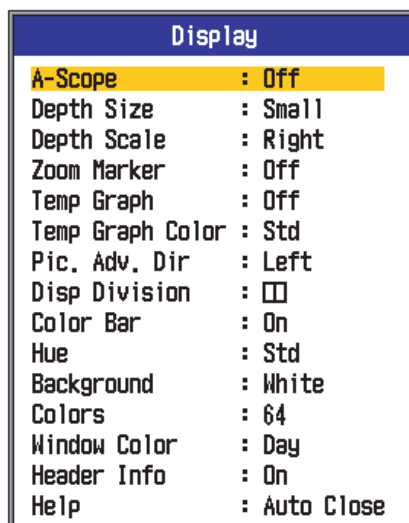 Display
A-Scope : Off
Depth Size : Small
Depth Scale : Right
Zoom Marker : Off
Temp Graph : Off
Temp Graph Color : Std
Pic. Adv. Dir : Left
Disp Division :
Color Bar : On
Hue : Std
Background : White
Colors : 64
Window Color : Day
Header Info : On
Help : Auto Close